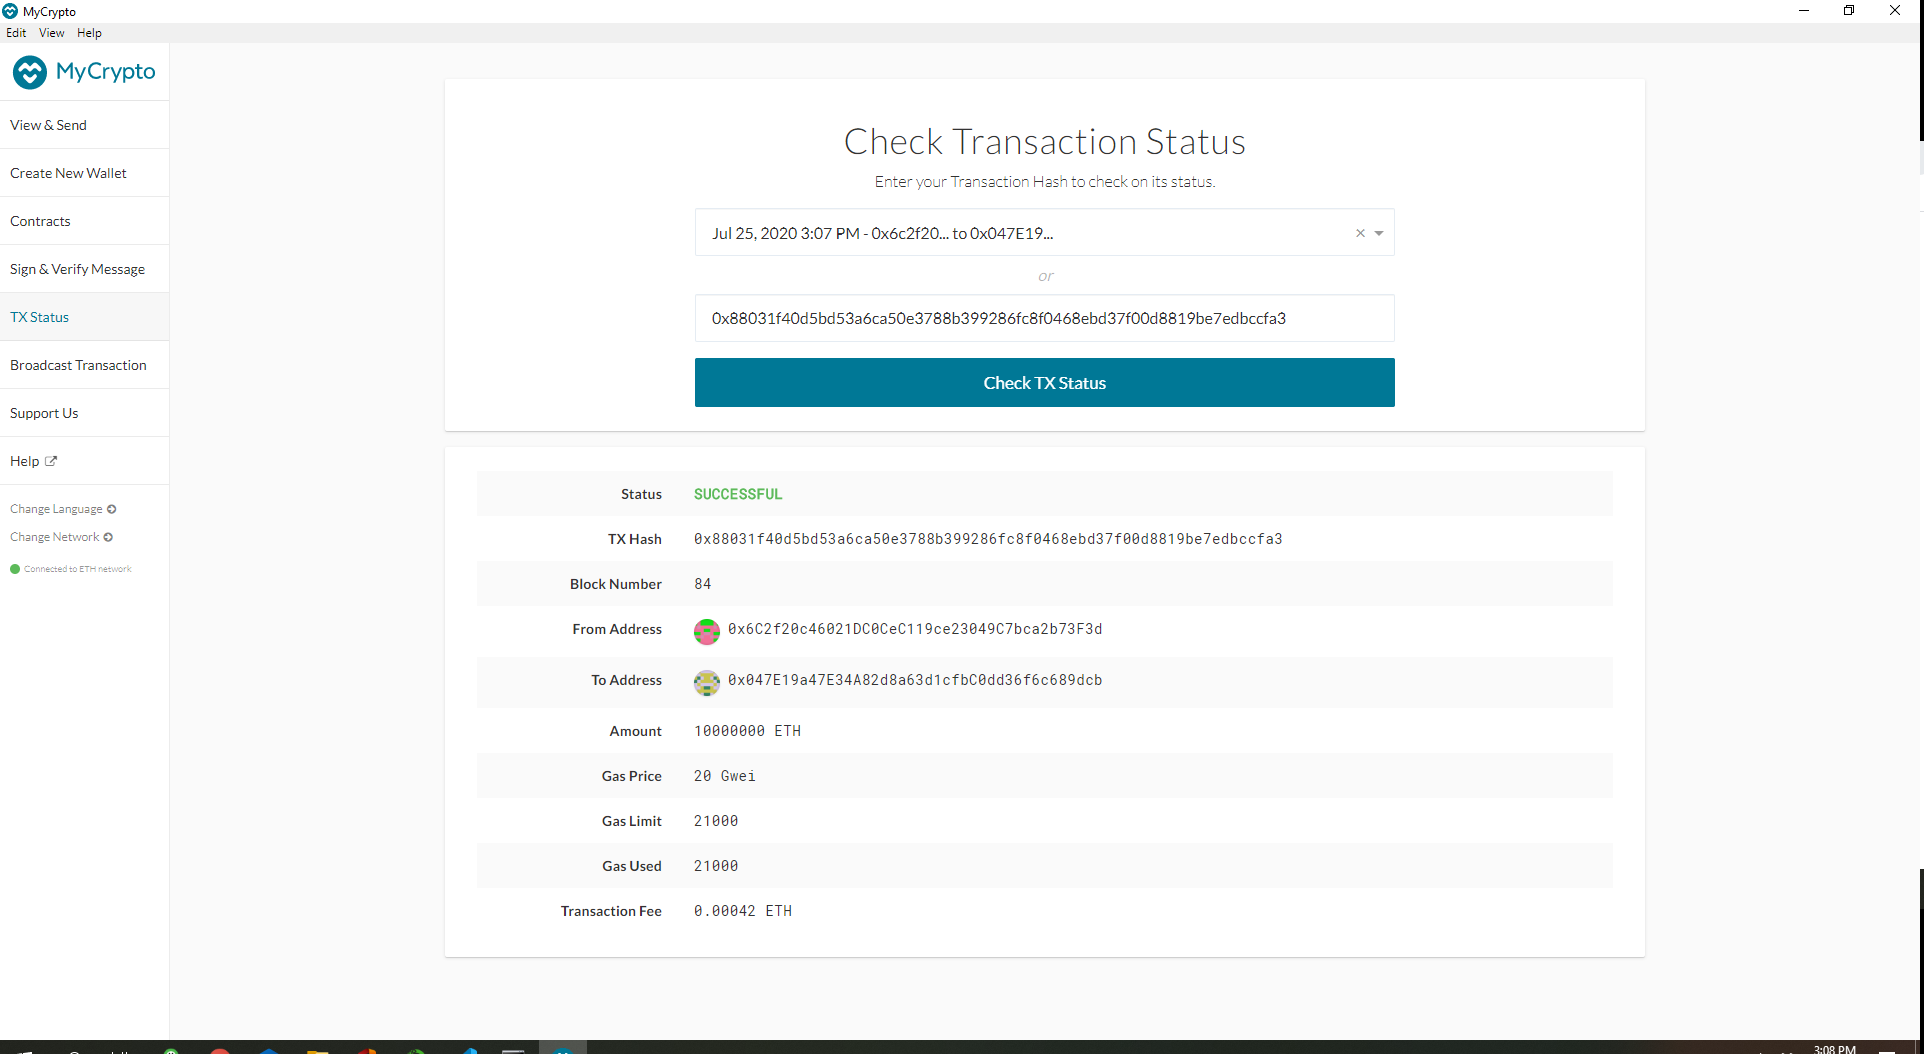 MyCrypto
Edit View Help
MyCrypto
View & Send
Create New Wallet
Contracts
Sign & Verify Message
TX Status
Broadcast Transaction
Support Us
Help
Change Language
Change Network
Connected to ETH network
Check Transaction Status
Enter your Transaction Hash to check on its status.
Jul 25, 2020 3:07 PM - 0x6c2f20... to 0x047E19...
or
0x88031f40d5bd53a6ca50e3788b399286fc8f0468ebd37f00d8819be7edbccfa3
Check TX Status
Status SUCCESSFUL
TX Hash 0x88031f40d5bd53a6ca50e3788b399286fc8f0468ebd37f00d8819be7edbccfa3
Block Number 84
From Address 0x6C2f20c46021DC0CeC119ce23049C7bca2b73F3d
To Address 0x047E19a47E34A82d8a63d1cfbC0dd36f6c689dcb
Amount 10000000 ETH
Gas Price 20 Gwei
Gas Limit 21000
Gas Used 21000
Transaction Fee 0.00042 ETH
3:08 PM